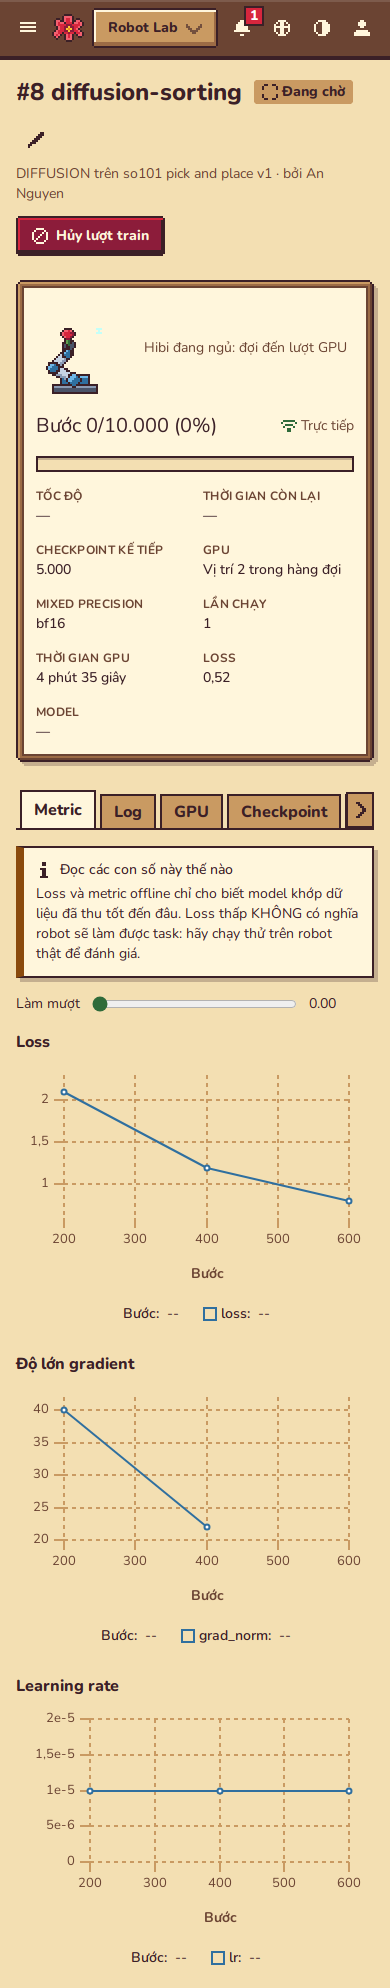 Robot Lab
1
#8 diffusion-sorting
Đang chờ
DIFFUSION trên so101 pick and place v1 · bởi An
Nguyen
Hủy lượt train
Hibi đang ngủ: đợi đến lượt GPU
Bước 0/10.000 (0%)
Trực tiếp
TỐC ĐỘ
THỜI GIAN CÒN LẠI
—
—
CHECKPOINT KẾ TIẾP
GPU
5.000
Vị trí 2 trong hàng đợi
MIXED PRECISION
LẦN CHẠY
bf16
1
THỜI GIAN GPU
LOSS
4 phút 35 giây
0,52
MODEL
—
Metric
Log
GPU
Checkpoint
Đọc các con số này thế nào
Loss và metric offline chỉ cho biết model khớp dữ
liệu đã thu tốt đến đâu. Loss thấp KHÔNG có nghĩa
robot sẽ làm được task: hãy chạy thử trên robot
thật để đánh giá.
Làm mượt
0.00
Loss
2
1,5
1
200 300 400 500 600
Bước
Bước: --
loss: --
Độ lớn gradient
40
35
30
25
20
200 300 400 500 600
Bước
Bước: --
grad_norm: --
Learning rate
2e-5
1,5e-5
1e-5
5e-6
0
200 300 400 500 600
Bước
Bước: --
lr: --